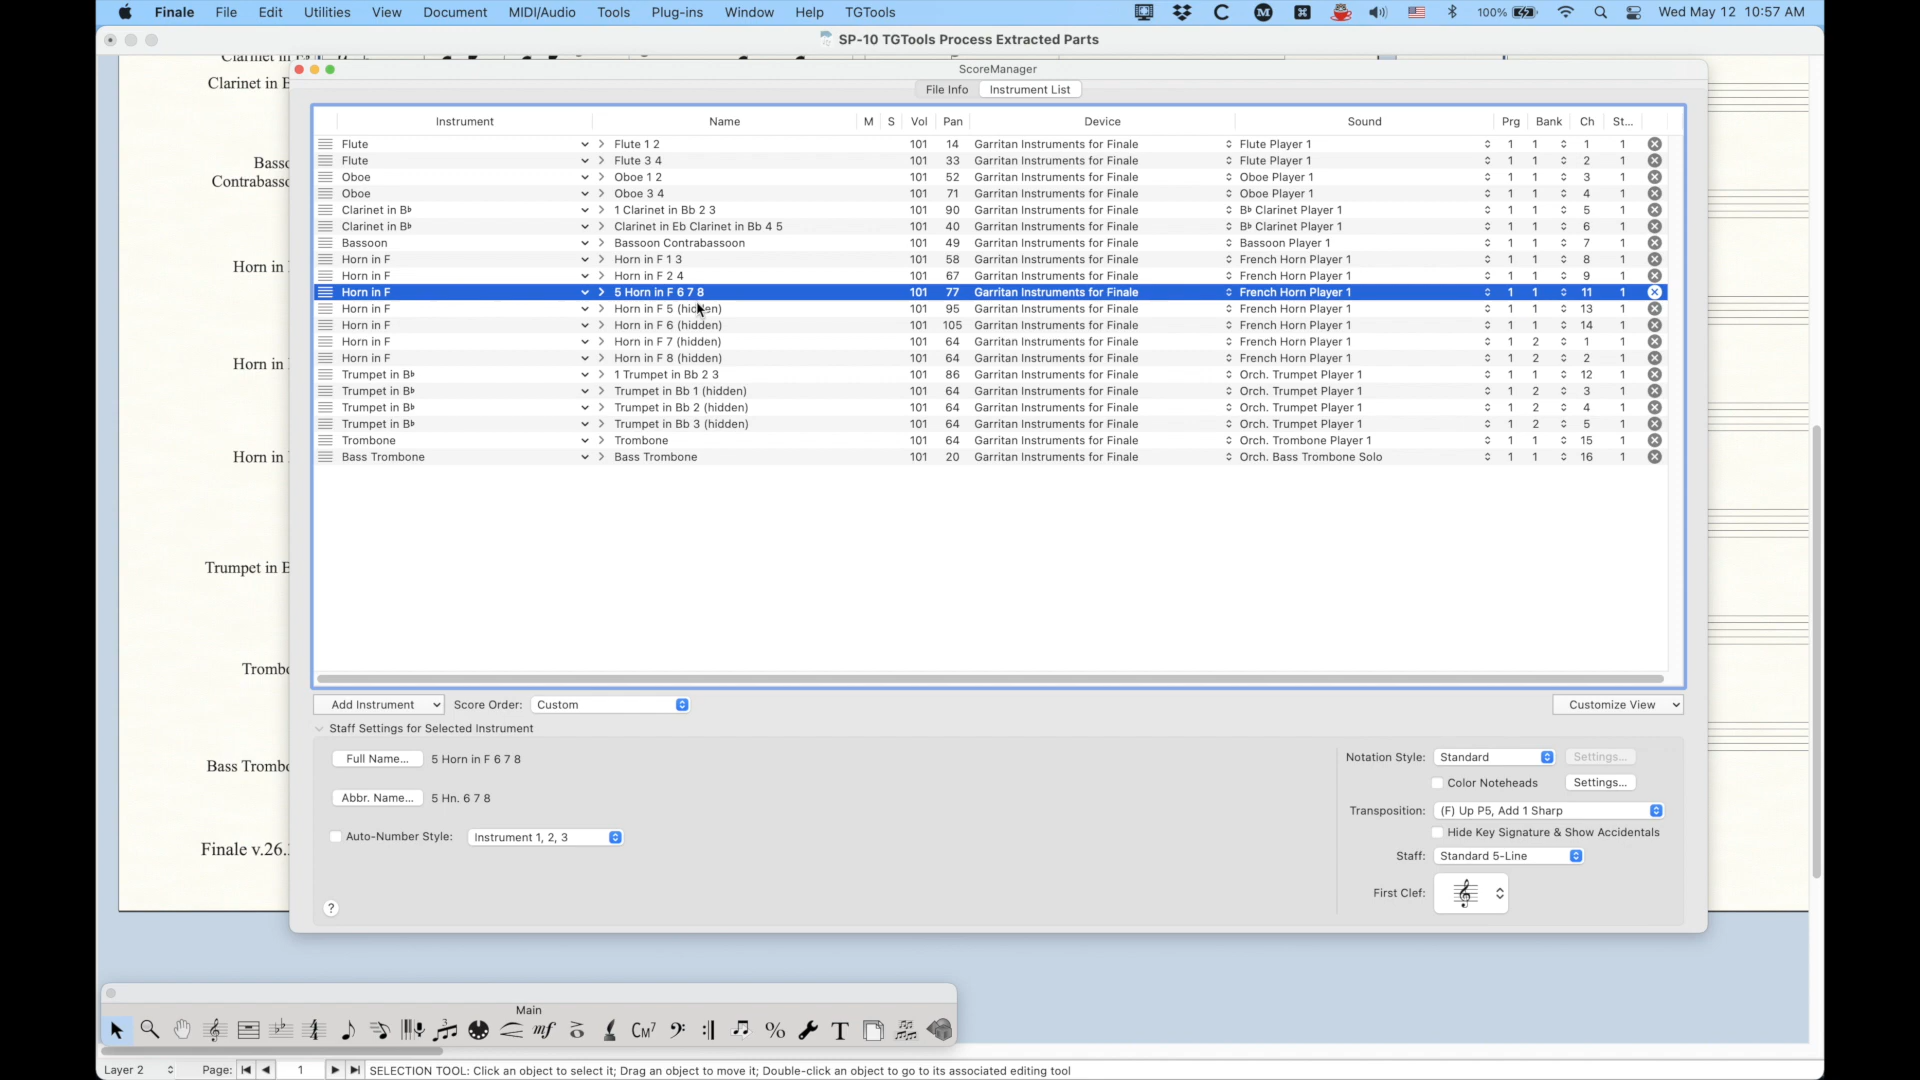 Finale File Edit Utilities View Document MIDI/Audio Tools Plug-ins Window Help TGTools 100% Wed May 12 10:57 AM
SP-10 TGTools Process Extracted Parts
ScoreManager
File Info Instrument List
Instrument Name M S Vol Pan Device Sound Prg Bank Ch St...
Flute Flute 1 2 101 14 Garritan Instruments for Finale Flute Player 1 1 1 1 1
Flute Flute 3 4 101 33 Garritan Instruments for Finale Flute Player 1 1 1 2 1
Oboe Oboe 1 2 101 52 Garritan Instruments for Finale Oboe Player 1 1 1 3 1
Oboe Oboe 3 4 101 71 Garritan Instruments for Finale Oboe Player 1 1 1 4 1
Clarinet in B♭ 1 Clarinet in Bb 2 3 101 90 Garritan Instruments for Finale B♭ Clarinet Player 1 1 1 5 1
Clarinet in B♭ Clarinet in Eb Clarinet in Bb 4 5 101 40 Garritan Instruments for Finale B♭ Clarinet Player 1 1 1 6 1
Bassoon Bassoon Contrabassoon 101 49 Garritan Instruments for Finale Bassoon Player 1 1 1 7 1
Horn in F Horn in F 1 3 101 58 Garritan Instruments for Finale French Horn Player 1 1 1 8 1
Horn in F Horn in F 2 4 101 67 Garritan Instruments for Finale French Horn Player 1 1 1 9 1
Horn in F 5 Horn in F 6 7 8 101 77 Garritan Instruments for Finale French Horn Player 1 1 1 11 1
Horn in F Horn in F 5 (hidden) 101 95 Garritan Instruments for Finale French Horn Player 1 1 1 13 1
Horn in F Horn in F 6 (hidden) 101 105 Garritan Instruments for Finale French Horn Player 1 1 1 14 1
Horn in F Horn in F 7 (hidden) 101 64 Garritan Instruments for Finale French Horn Player 1 1 2 1 1
Horn in F Horn in F 8 (hidden) 101 64 Garritan Instruments for Finale French Horn Player 1 1 2 2 1
Trumpet in B♭ 1 Trumpet in Bb 2 3 101 86 Garritan Instruments for Finale Orch. Trumpet Player 1 1 1 12 1
Trumpet in B♭ Trumpet in Bb 1 (hidden) 101 64 Garritan Instruments for Finale Orch. Trumpet Player 1 1 2 3 1
Trumpet in B♭ Trumpet in Bb 2 (hidden) 101 64 Garritan Instruments for Finale Orch. Trumpet Player 1 1 2 4 1
Trumpet in B♭ Trumpet in Bb 3 (hidden) 101 64 Garritan Instruments for Finale Orch. Trumpet Player 1 1 2 5 1
Trombone Trombone 101 64 Garritan Instruments for Finale Orch. Trombone Player 1 1 1 15 1
Bass Trombone Bass Trombone 101 20 Garritan Instruments for Finale Orch. Bass Trombone Solo 1 1 16 1
Clarinet in E
Basso
Contrabasso
Horn in
Horn in
Horn in
Trumpet in E
Trombo
Bass Trombo
Finale v.26.
Add Instrument Score Order: Custom Customize View
Staff Settings for Selected Instrument
Full Name... 5 Horn in F 6 7 8 Notation Style: Standard Settings...
Color Noteheads Settings...
Abbr. Name... 5 Hn. 6 7 8 Transposition: (F) Up P5, Add 1 Sharp
Auto-Number Style: Instrument 1, 2, 3 Hide Key Signature & Show Accidentals
Staff: Standard 5-Line
First Clef:
?
Main
mf CM7 % T
Layer 2 Page: 1 SELECTION TOOL: Click an object to select it; Drag an object to move it; Double-click an object to go to its associated editing tool